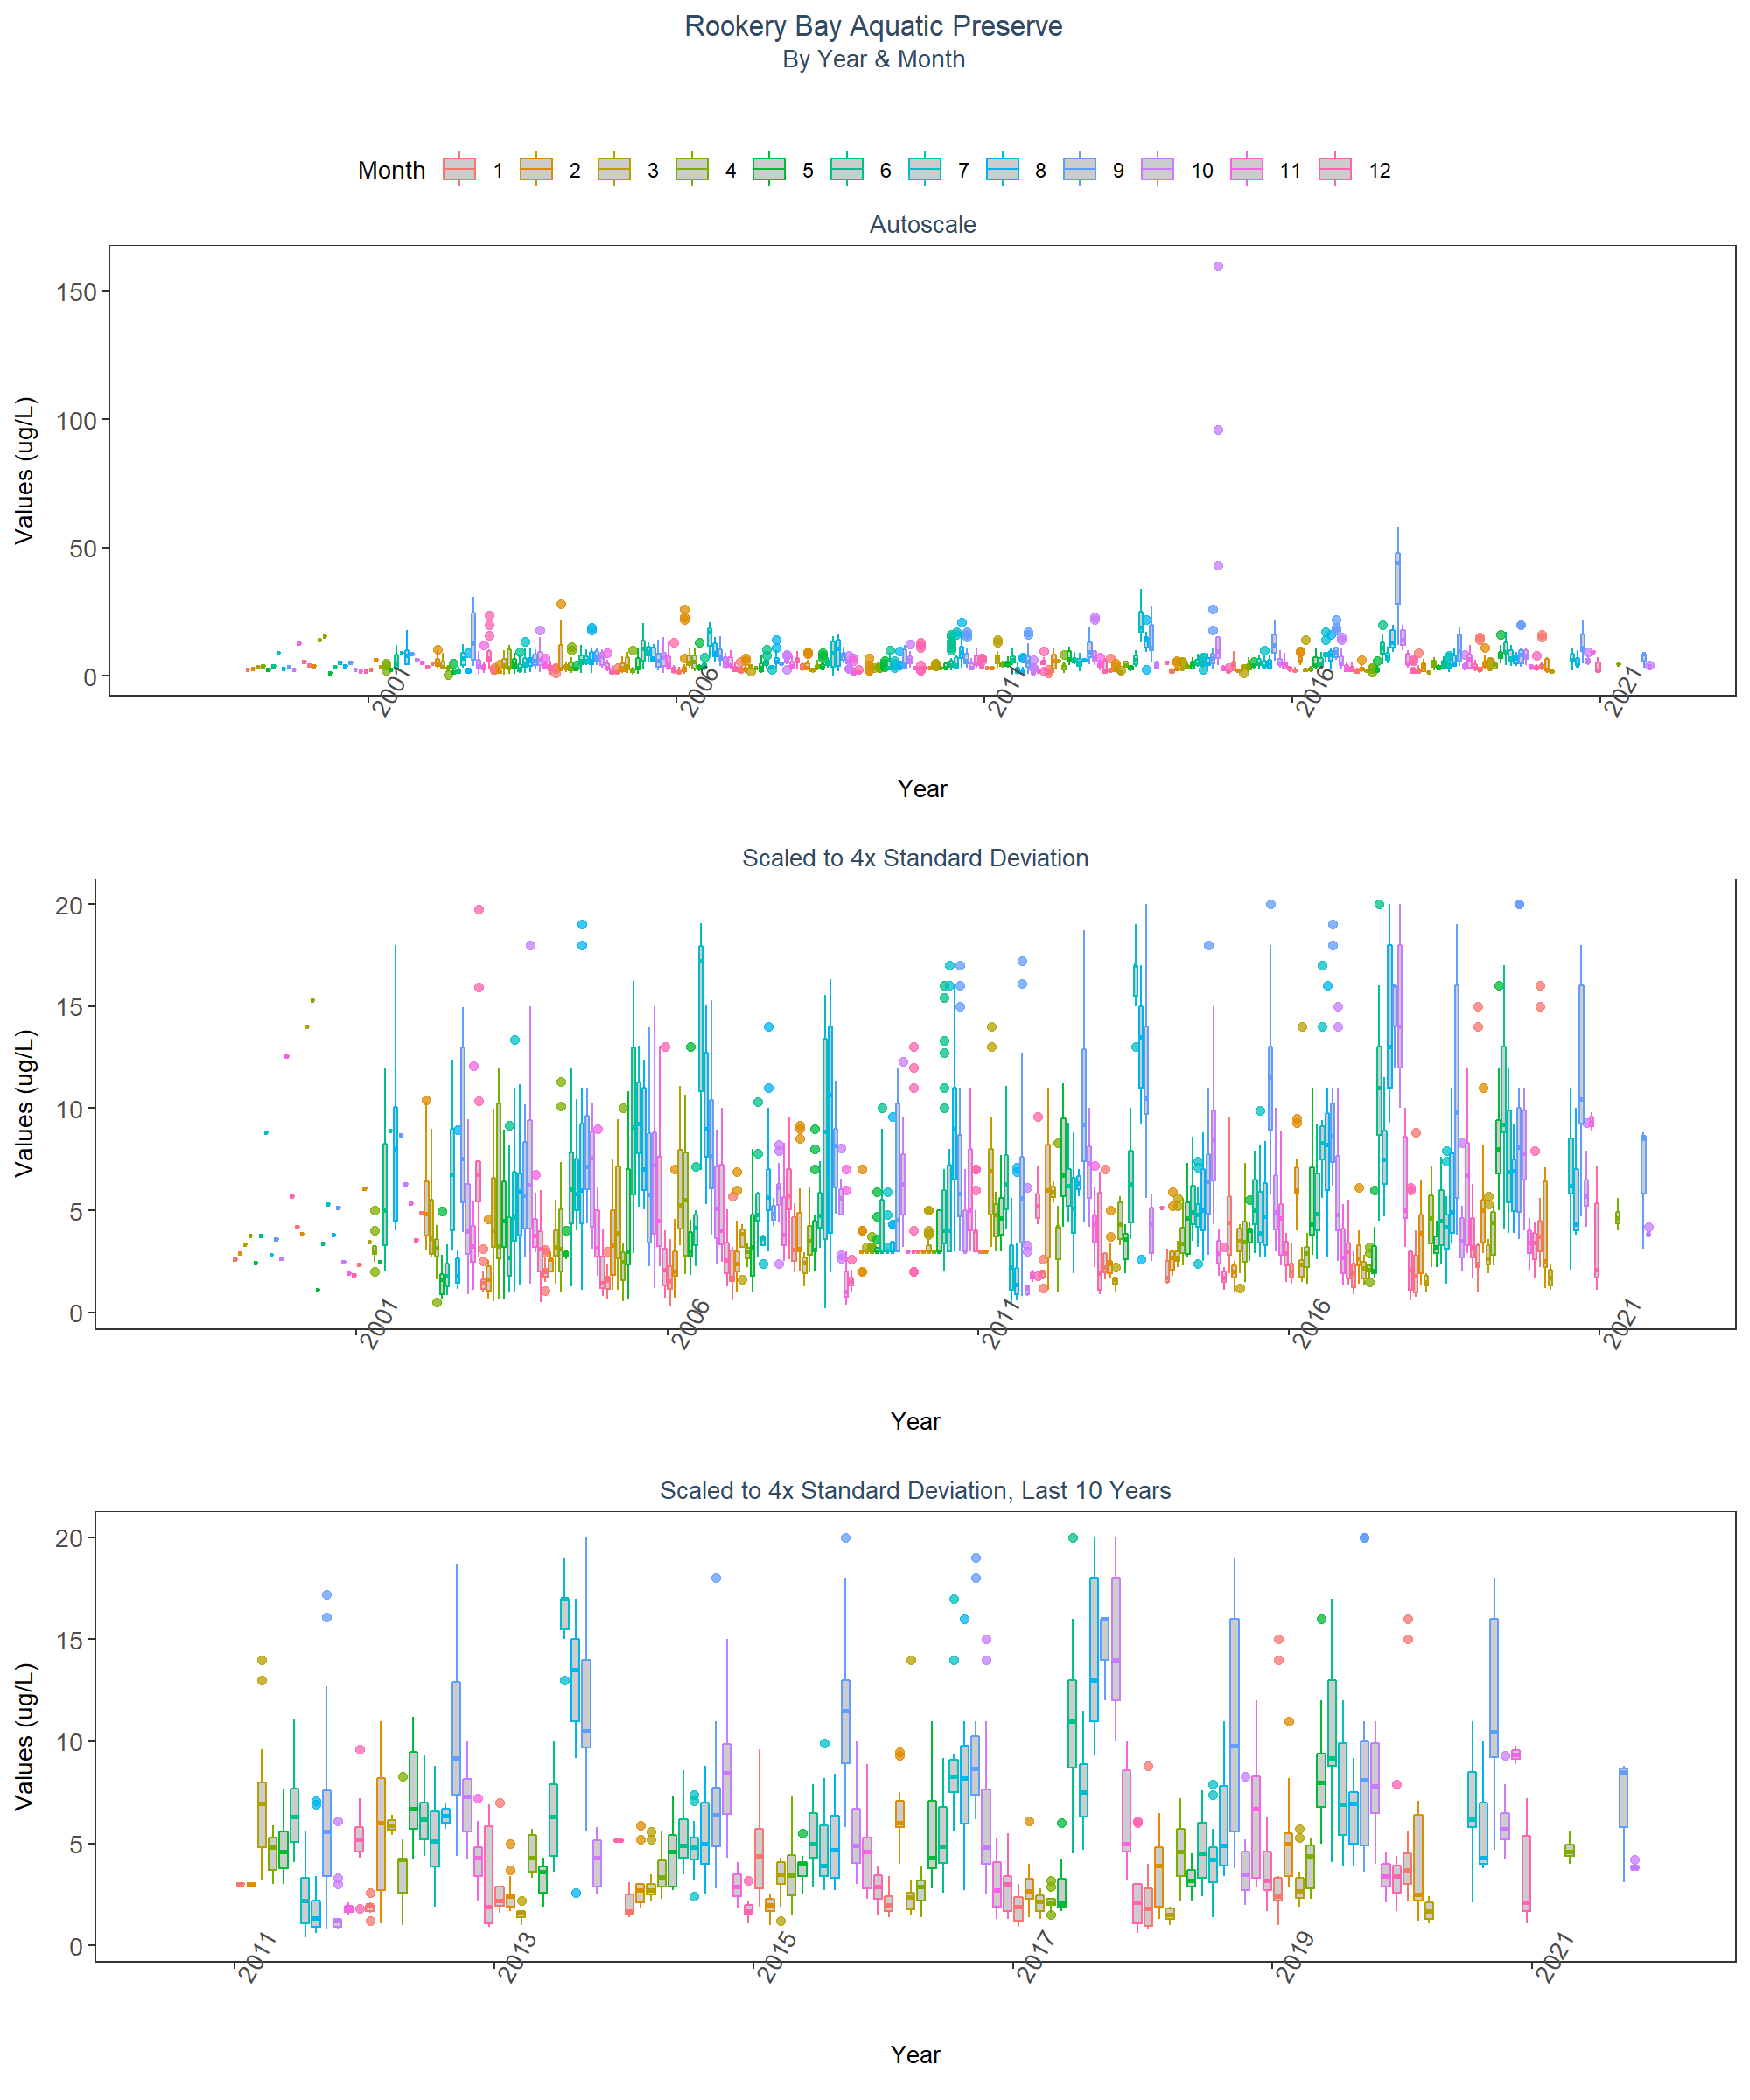 Rookery Bay Aquatic Preserve
By Year & Month
Month 1 2 3 4 5 6 7 8 9 10 11 12
Autoscale
Values (ug/L)
150
100
50
0
2001 2006 2011 2016 2021
Year
Scaled to 4x Standard Deviation
Values (ug/L)
20
15
10
5
0
2001 2006 2011 2016 2021
Year
Scaled to 4x Standard Deviation, Last 10 Years
Values (ug/L)
20
15
10
5
0
2011 2013 2015 2017 2019 2021
Year